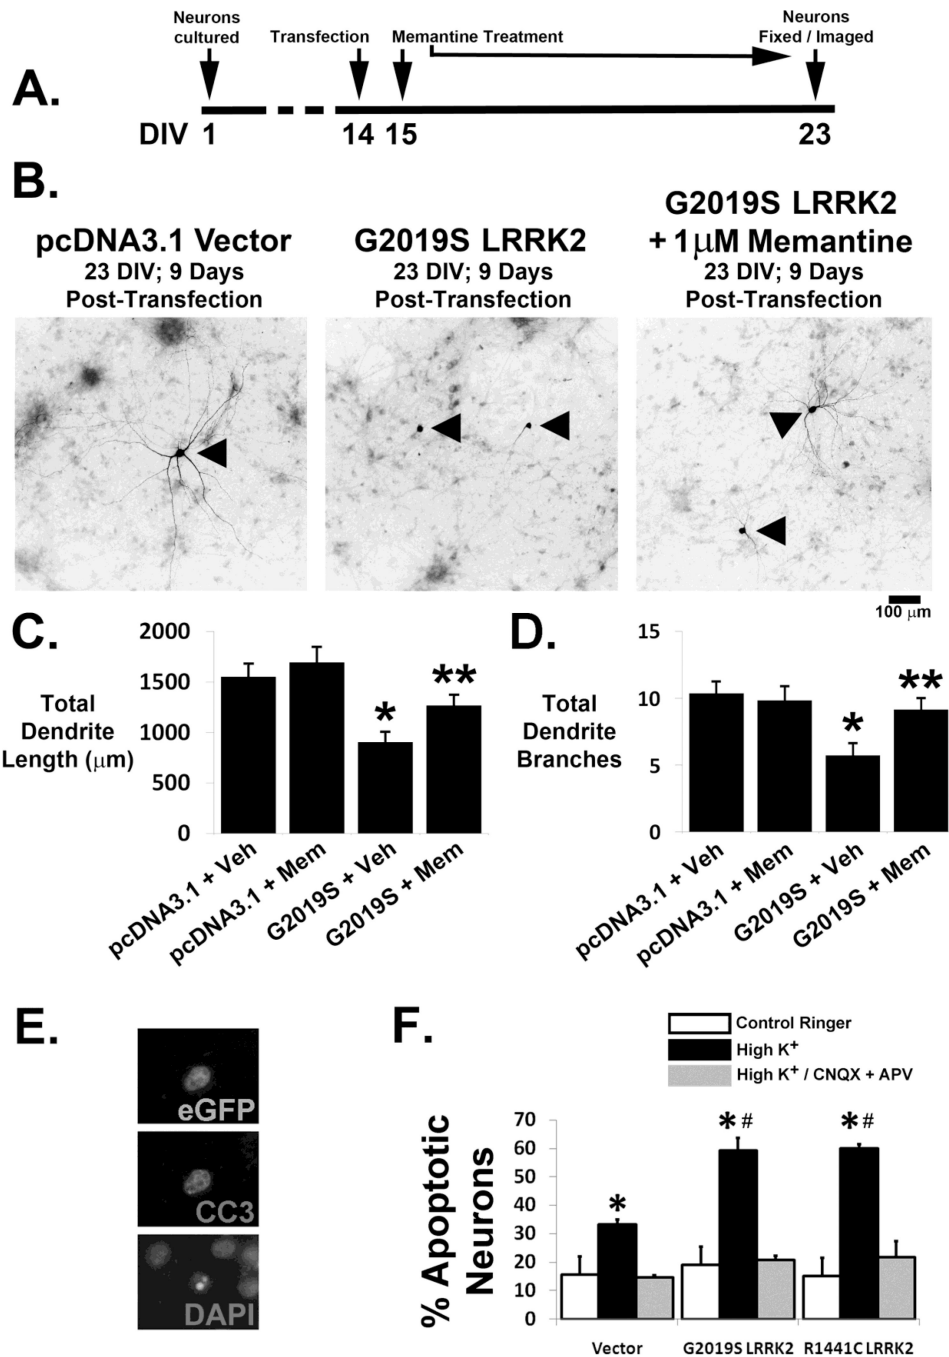 A.
Neurons
cultured
Transfection
Memantine Treatment
Neurons
Fixed / Imaged
DIV 1 14 15 23
B.
pcDNA3.1 Vector
23 DIV; 9 Days
Post-Transfection
G2019S LRRK2
23 DIV; 9 Days
Post-Transfection
G2019S LRRK2
+ 1μM Memantine
23 DIV; 9 Days
Post-Transfection
100 μm
C.
Total
Dendrite
Length (μm)
2000
1500
1000
500
0
*
**
pcDNA3.1 + Veh
pcDNA3.1 + Mem
G2019S + Veh
G2019S + Mem
D.
Total
Dendrite
Branches
15
10
5
0
*
**
pcDNA3.1 + Veh
pcDNA3.1 + Mem
G2019S + Veh
G2019S + Mem
E.
eGFP
CC3
DAPI
F.
Control Ringer
High K+
High K+ / CNQX + APV
% Apoptotic
Neurons
70
60
50
40
30
20
10
0
*
*#
*#
Vector
G2019S LRRK2
R1441C LRRK2